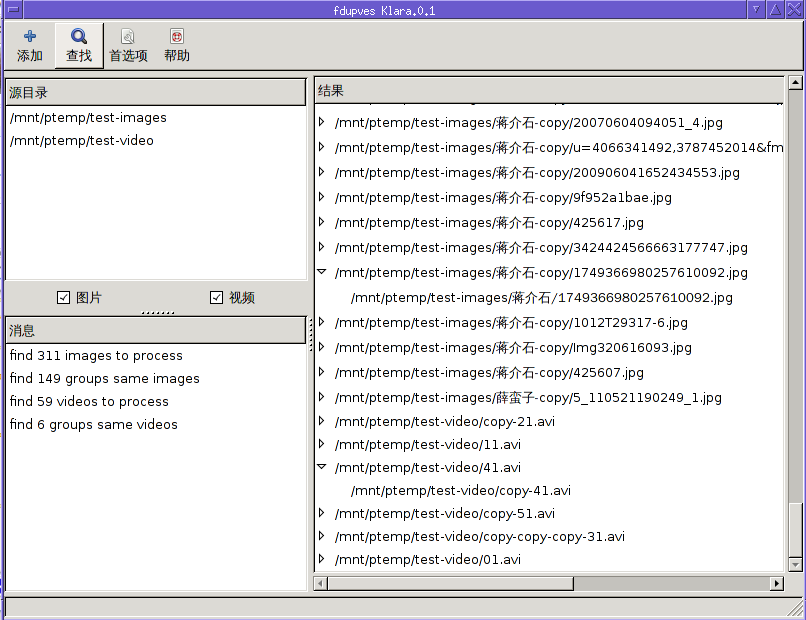 fdupves Klara.0.1
添加 查找 首选项 帮助
源目录
/mnt/ptemp/test-images
/mnt/ptemp/test-video
图片 视频
消息
find 311 images to process
find 149 groups same images
find 59 videos to process
find 6 groups same videos
结果
/mnt/ptemp/test-images/蒋介石-copy/20070604094051_4.jpg
/mnt/ptemp/test-images/蒋介石-copy/u=4066341492,3787452014&fm
/mnt/ptemp/test-images/蒋介石-copy/200906041652434553.jpg
/mnt/ptemp/test-images/蒋介石-copy/9f952a1bae.jpg
/mnt/ptemp/test-images/蒋介石-copy/425617.jpg
/mnt/ptemp/test-images/蒋介石-copy/3424424566663177747.jpg
/mnt/ptemp/test-images/蒋介石-copy/1749366980257610092.jpg
/mnt/ptemp/test-images/蒋介石/1749366980257610092.jpg
/mnt/ptemp/test-images/蒋介石-copy/1012T29317-6.jpg
/mnt/ptemp/test-images/蒋介石-copy/Img320616093.jpg
/mnt/ptemp/test-images/蒋介石-copy/425607.jpg
/mnt/ptemp/test-images/薛蛮子-copy/5_110521190249_1.jpg
/mnt/ptemp/test-video/copy-21.avi
/mnt/ptemp/test-video/11.avi
/mnt/ptemp/test-video/41.avi
/mnt/ptemp/test-video/copy-41.avi
/mnt/ptemp/test-video/copy-51.avi
/mnt/ptemp/test-video/copy-copy-copy-31.avi
/mnt/ptemp/test-video/01.avi